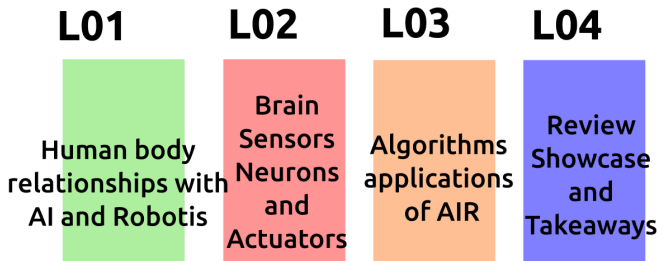 L01
Human body
relationships with
AI and Robotis
L02
Brain
Sensors
Neurons
and
Actuators
L03
Algorithms
applications
of AIR
L04
Review
Showcase
and
Takeaways